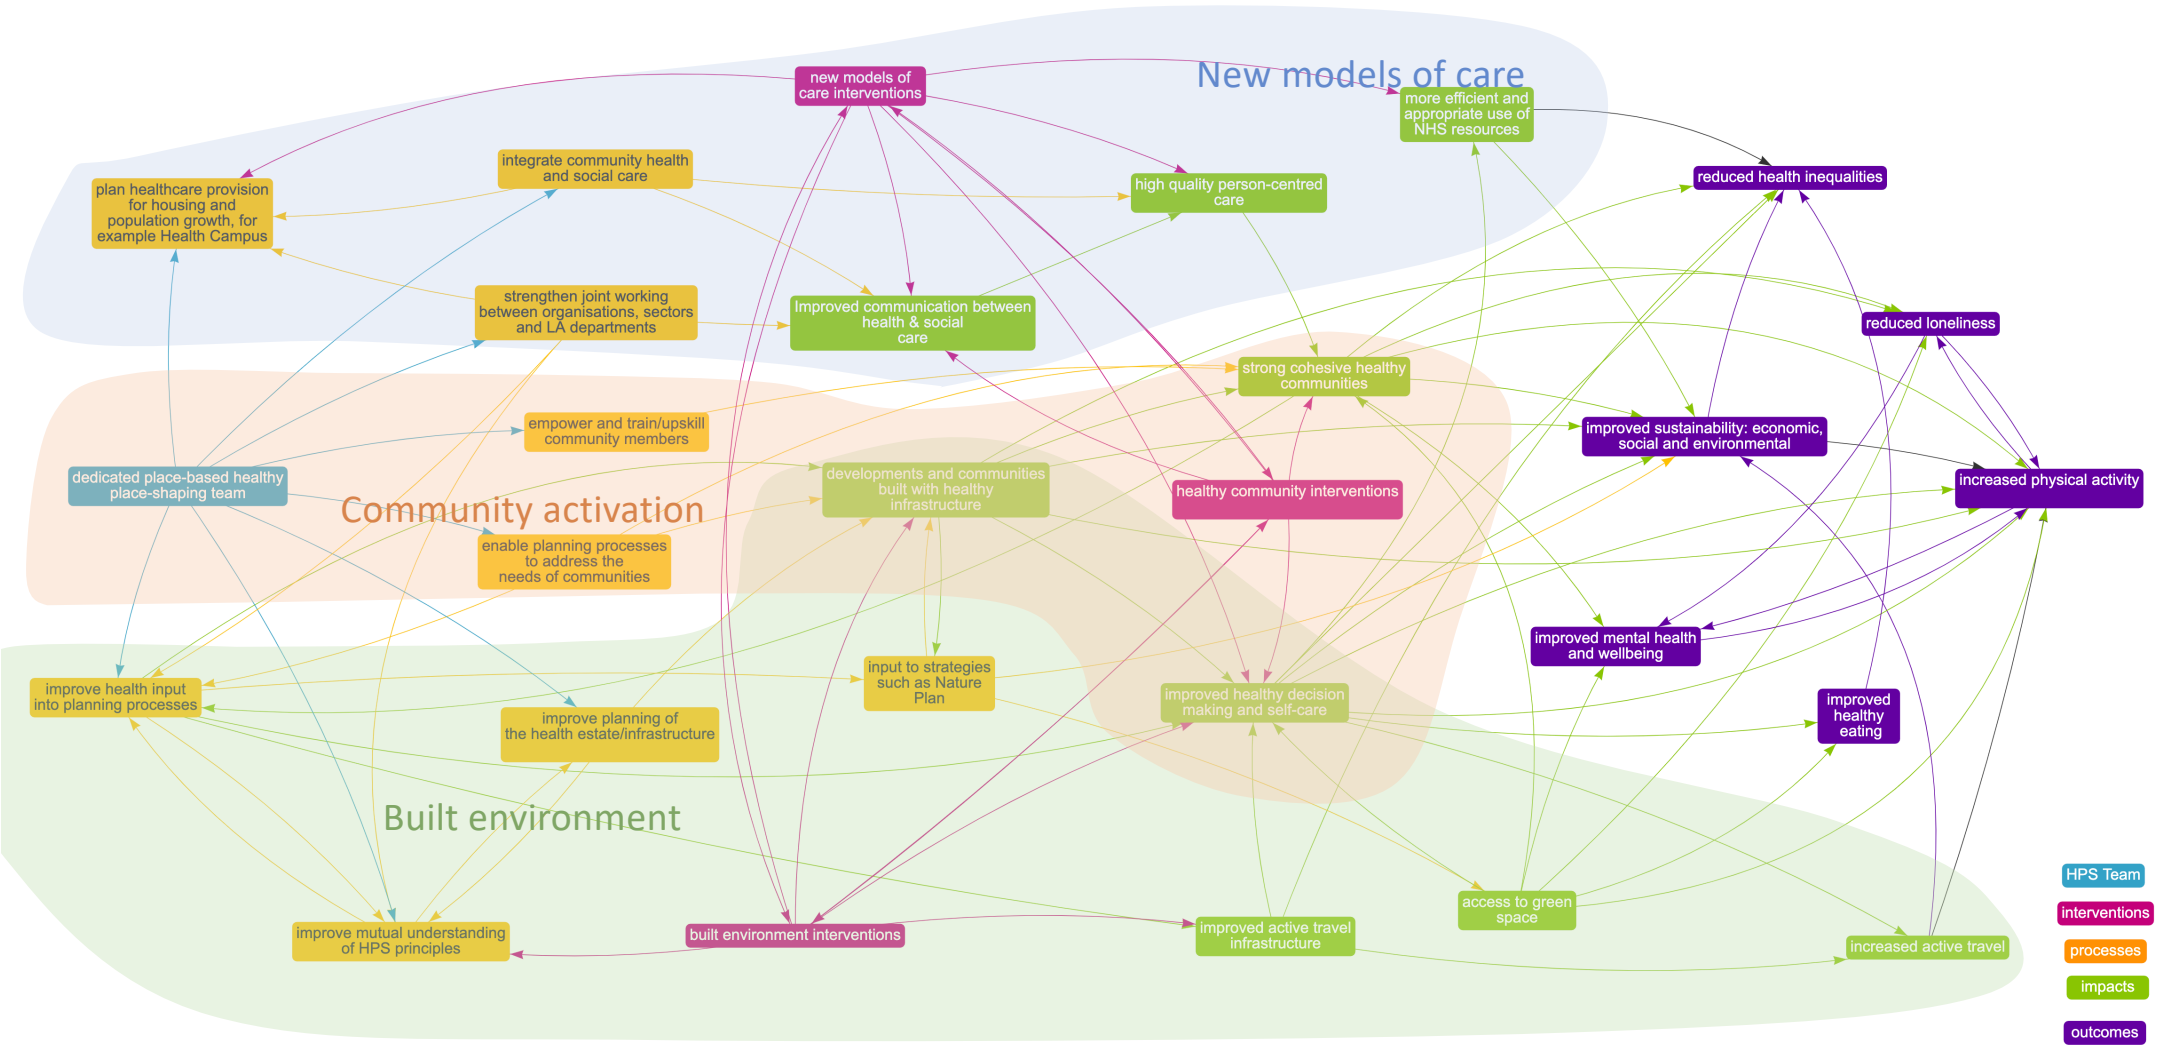 New models of care
new models of
care interventions
more efficient and
appropriate use of
NHS resources
integrate community health
and social care
plan healthcare provision
for housing and
population growth, for
example Health Campus
high quality person-centred
care
reduced health inequalities
strengthen joint working
between organisations, sectors
and LA departments
Improved communication between
health & social
care
reduced loneliness
strong cohesive healthy
communities
empower and train/upskill
community members
improved sustainability: economic,
social and environmental
dedicated place-based healthy
place-shaping team
Community activation
developments and communities
built with healthy
infrastructure
healthy community interventions
increased physical activity
enable planning processes
to address the
needs of communities
improved mental health
and wellbeing
input to strategies
such as Nature
Plan
improve health input
into planning processes
improved healthy decision
making and self-care
improved
healthy
eating
improve planning of
the health estate/infrastructure
Built environment
improve mutual understanding
of HPS principles
built environment interventions
improved active travel
infrastructure
access to green
space
increased active travel
HPS Team
interventions
processes
impacts
outcomes